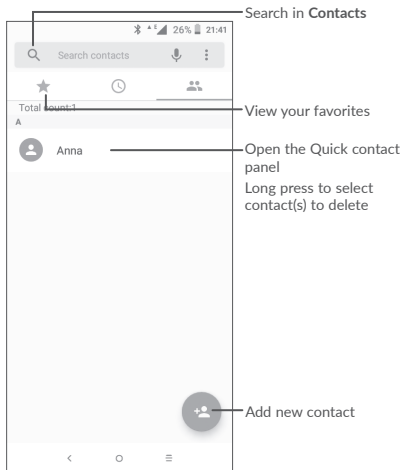 Search in Contacts
26% 21:41
Search contacts
View your favorites
Total count:1
A
Anna
Open the Quick contact
panel
Long press to select
contact(s) to delete
Add new contact